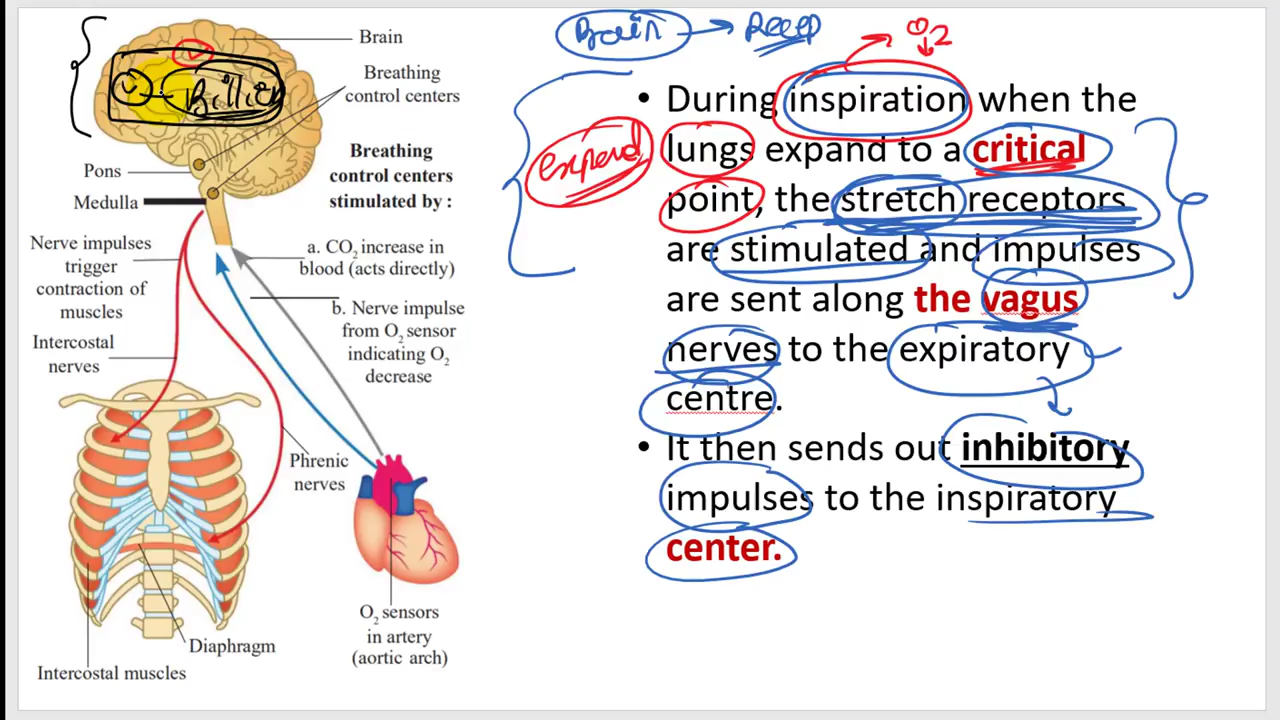 Brain
Breathing
control centers
Billion
Pons
Medulla
Breathing
control centers
stimulated by :
Nerve impulses
trigger
contraction of
muscles
a. CO₂ increase in
blood (acts directly)
b. Nerve impulse
from O₂ sensor
indicating O₂
decrease
Intercostal
nerves
Phrenic
nerves
O₂ sensors
in artery
(aortic arch)
Diaphragm
Intercostal muscles
Brain → Recep
O2
expend
• During inspiration when the
lungs expand to a critical
point, the stretch receptors
are stimulated and impulses
are sent along the vagus
nerves to the expiratory
centre.
• It then sends out inhibitory
impulses to the inspiratory
center.